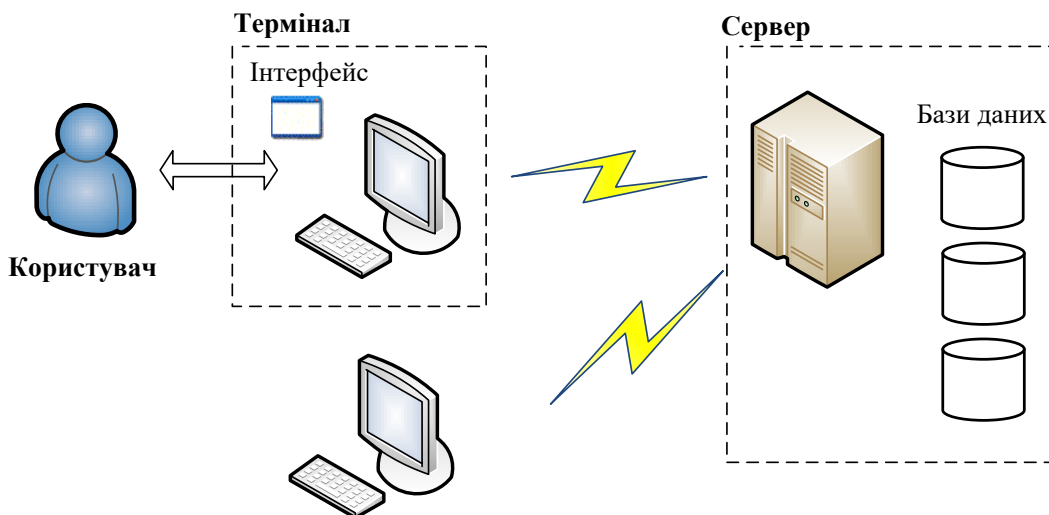 Термінал
Сервер
Інтерфейс
Бази даних
Користувач